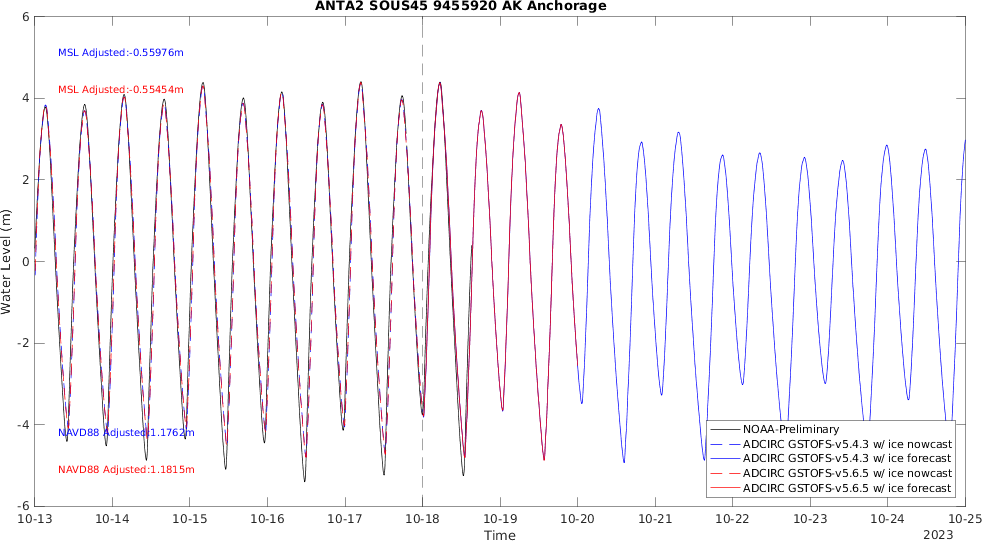 ANTA2 SOUS45 9455920 AK Anchorage
6
MSL Adjusted:-0.55976m
4
MSL Adjusted:-0.55454m
2
Water Level (m)
0
-2
-4
NAVD88 Adjusted:1.1762m
NAVD88 Adjusted:1.1815m
-6
NOAA-Preliminary
ADCIRC GSTOFS-v5.4.3 w/ ice nowcast
ADCIRC GSTOFS-v5.4.3 w/ ice forecast
ADCIRC GSTOFS-v5.6.5 w/ ice nowcast
ADCIRC GSTOFS-v5.6.5 w/ ice forecast
10-13 10-14 10-15 10-16 10-17 10-18 10-19 10-20 10-21 10-22 10-23 10-24 10-25
Time
2023